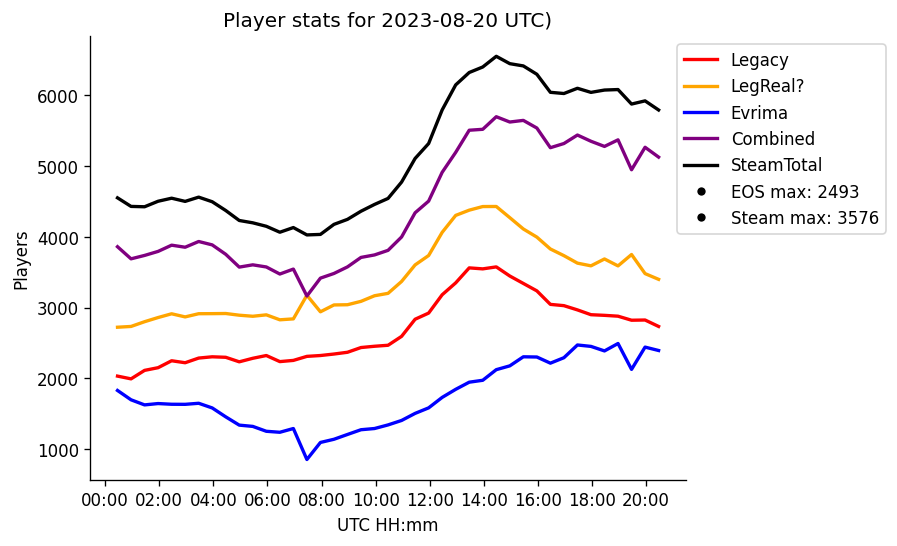 Player stats for 2023-08-20 UTC)
Legacy
LegReal?
Evrima
Combined
SteamTotal
EOS max: 2493
Steam max: 3576
Players
6000
5000
4000
3000
2000
1000
00:00 02:00 04:00 06:00 08:00 10:00 12:00 14:00 16:00 18:00 20:00
UTC HH:mm